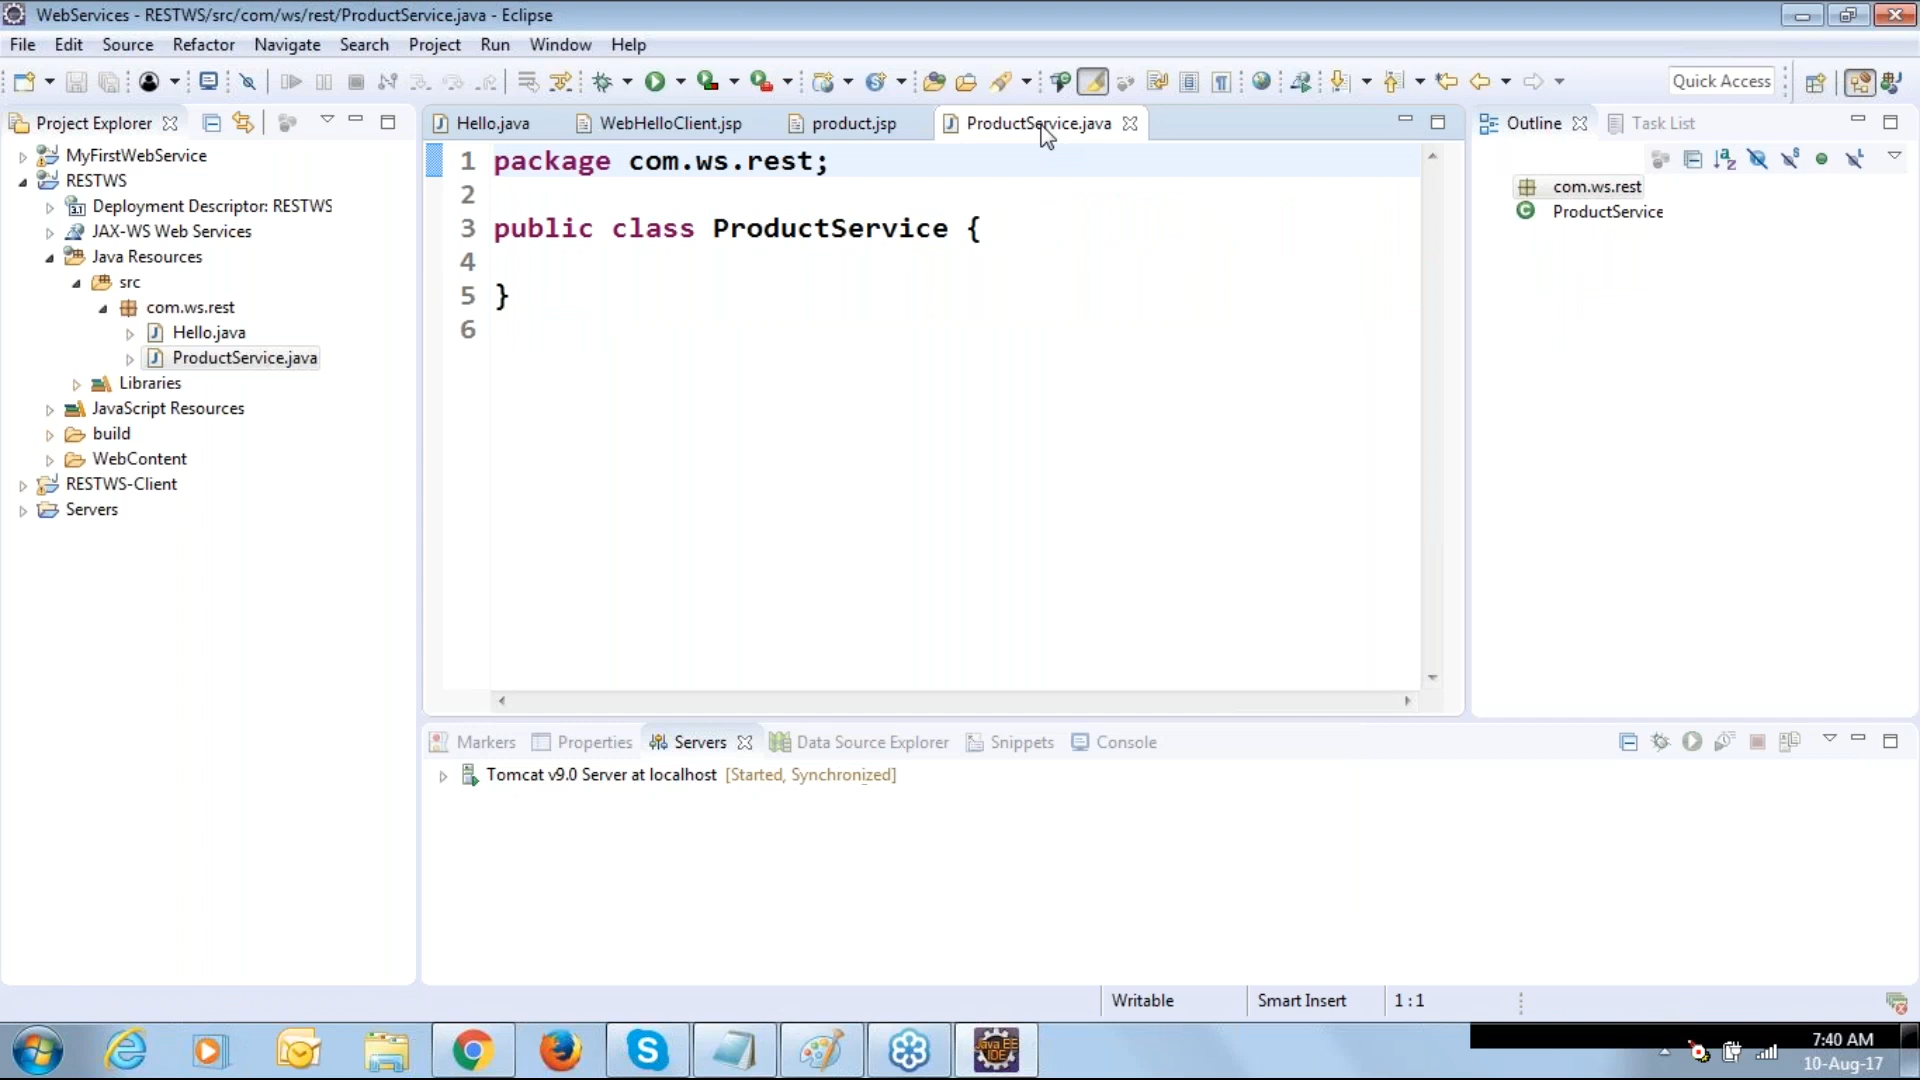 WebServices - RESTWS/src/com/ws/rest/ProductService.java - Eclipse
File Edit Source Refactor Navigate Search Project Run Window Help
Quick Access
Project Explorer
MyFirstWebService
RESTWS
Deployment Descriptor: RESTWS
JAX-WS Web Services
Java Resources
src
com.ws.rest
Hello.java
ProductService.java
Libraries
JavaScript Resources
build
WebContent
RESTWS-Client
Servers
Hello.java WebHelloClient.jsp product.jsp ProductService.java
1 package com.ws.rest;
2
3 public class ProductService {
4
5 }
6
Outline Task List
com.ws.rest
ProductService
Markers Properties Servers Data Source Explorer Snippets Console
Tomcat v9.0 Server at localhost [Started, Synchronized]
Writable Smart Insert 1 : 1
Java EE
IDE
7:40 AM
10-Aug-17